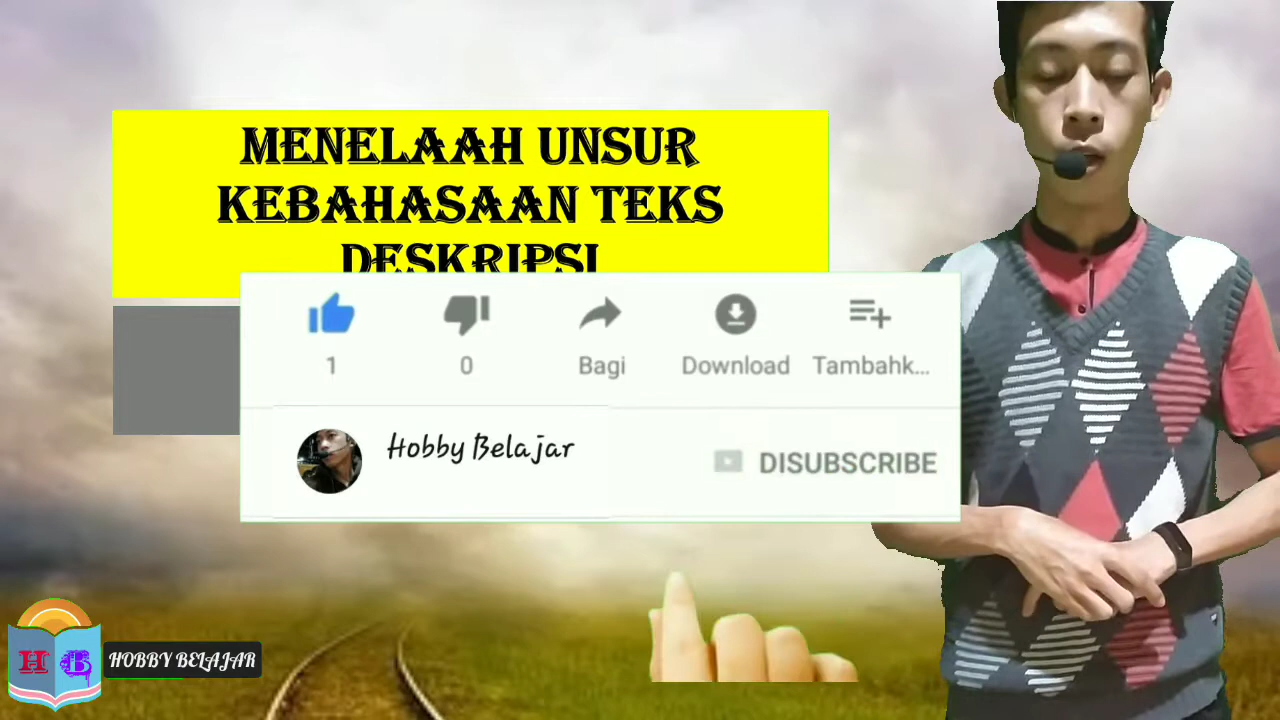 MENELAAH UNSUR
KEBAHASAAN TEKS
DESKRIPSI
1
0
Bagi
Download
Tambahk...
Hobby Belajar
DISUBSCRIBE
H B
HOBBY BELAJAR